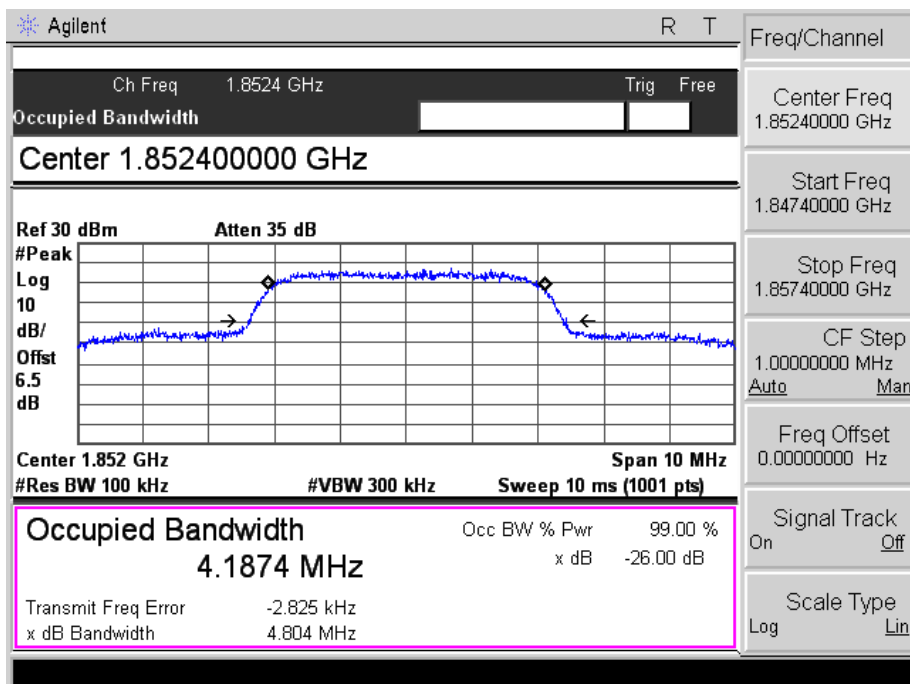 Agilent R T
Ch Freq 1.8524 GHz Trig Free
Occupied Bandwidth
Center 1.852400000 GHz
Ref 30 dBm Atten 35 dB
#Peak
Log
10
dB/
Offst
6.5
dB
Center 1.852 GHz Span 10 MHz
#Res BW 100 kHz #VBW 300 kHz Sweep 10 ms (1001 pts)
Occupied Bandwidth Occ BW % Pwr 99.00 %
4.1874 MHz x dB -26.00 dB
Transmit Freq Error -2.825 kHz
x dB Bandwidth 4.804 MHz
Freq/Channel
Center Freq
1.85240000 GHz
Start Freq
1.84740000 GHz
Stop Freq
1.85740000 GHz
CF Step
1.00000000 MHz
Auto Man
Freq Offset
0.00000000 Hz
Signal Track
On Off
Scale Type
Log Lin